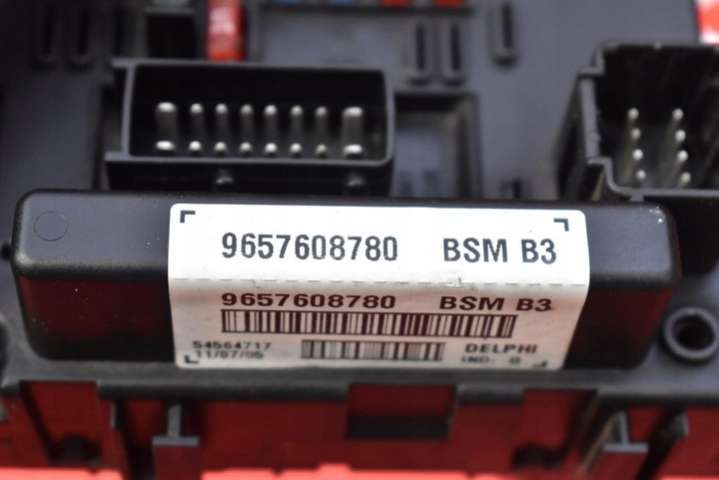 9657608780 BSM B3
9657608780 BSM B3
54564717 DELPHI
11/07/05 IND: G